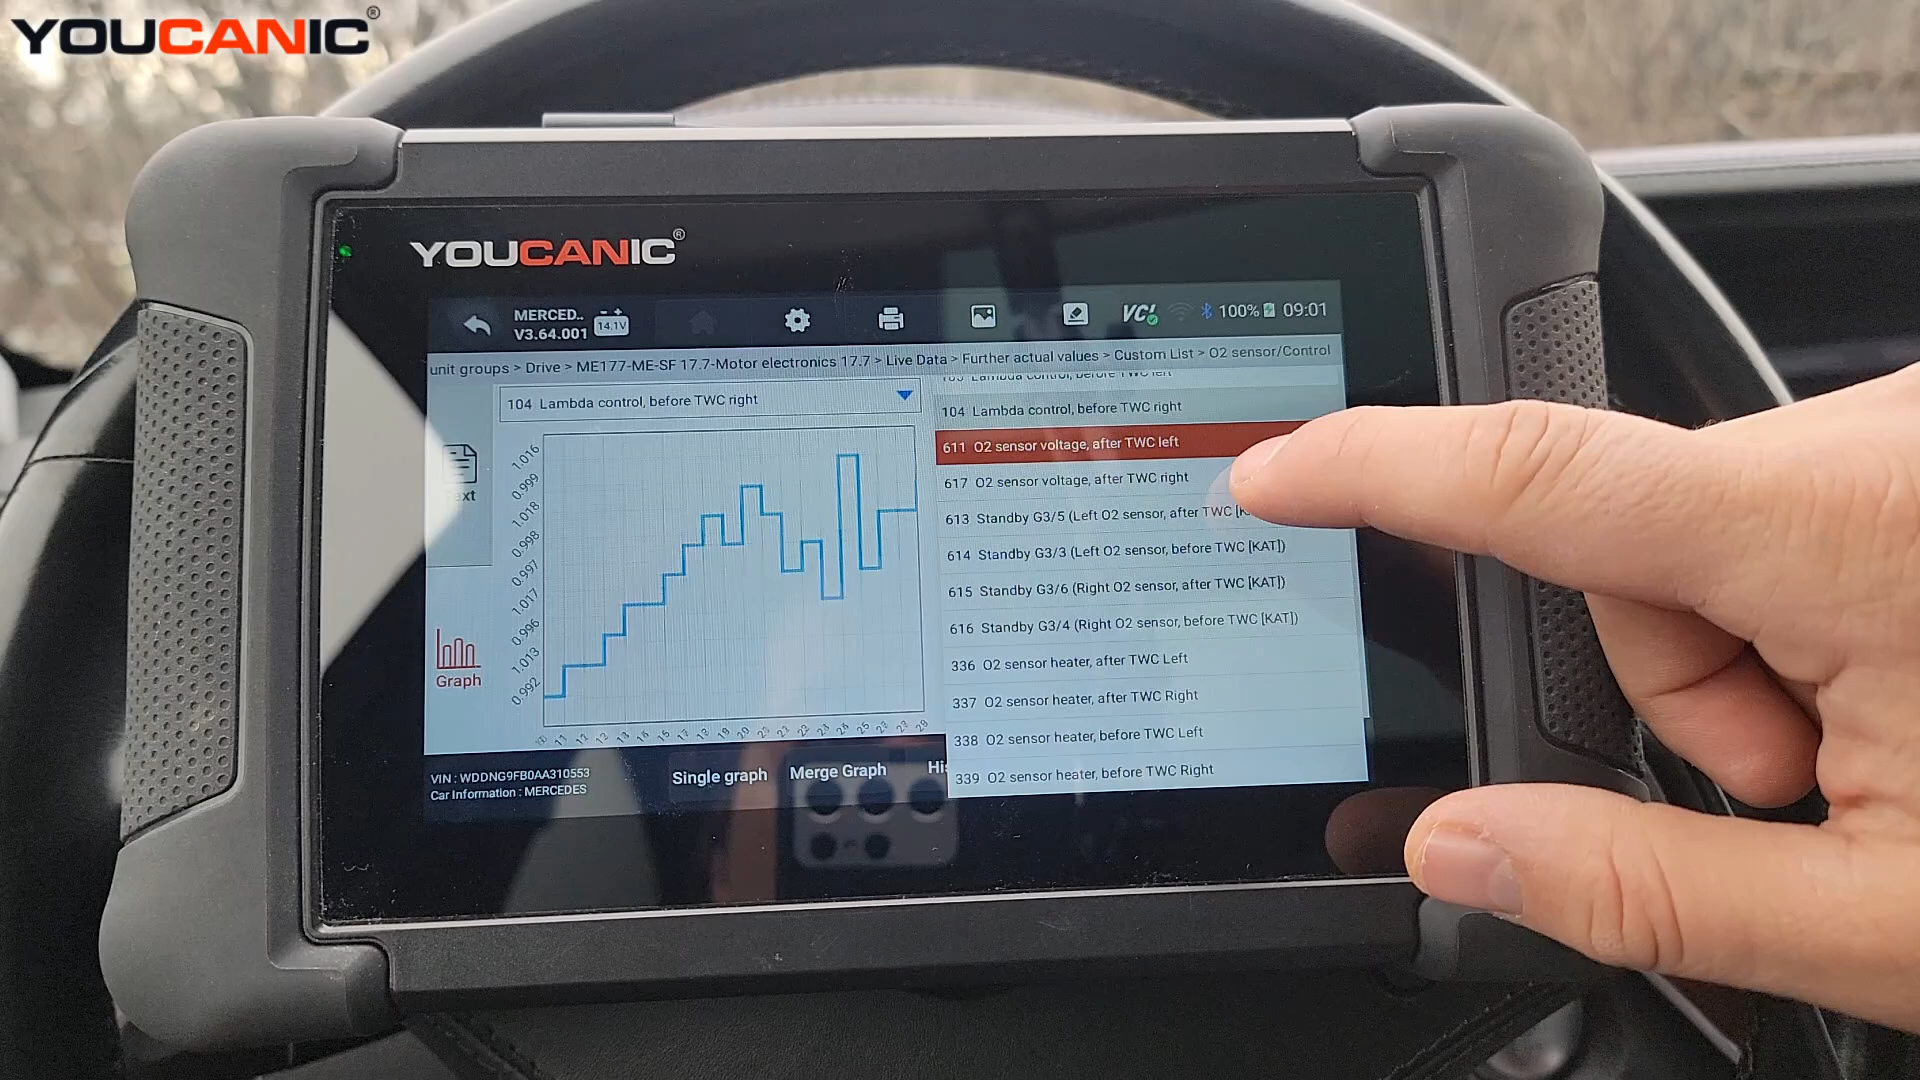 YOUCANIC®
YOUCANIC®
MERCED..
V3.64.001
14.1V
VCI
100%
09:01
unit groups > Drive > ME177-ME-SF 17.7-Motor electronics 17.7 > Live Data > Further actual values > Custom List > O2 sensor/Control
104 Lambda control, before TWC right
103 Lambda control, before TWC left
104 Lambda control, before TWC right
611 O2 sensor voltage, after TWC left
617 O2 sensor voltage, after TWC right
613 Standby G3/5 (Left O2 sensor, after TWC
614 Standby G3/3 (Left O2 sensor, before TWC [KAT])
615 Standby G3/6 (Right O2 sensor, after TWC [KAT])
616 Standby G3/4 (Right O2 sensor, before TWC [KAT])
336 O2 sensor heater, after TWC Left
337 O2 sensor heater, after TWC Right
338 O2 sensor heater, before TWC Left
339 O2 sensor heater, before TWC Right
1.016
0.999
1.018
0.998
0.997
1.017
0.996
1.013
0.992
Graph
VIN : WDDNG9FB0AA310553
Car Information : MERCEDES
Single graph
Merge Graph